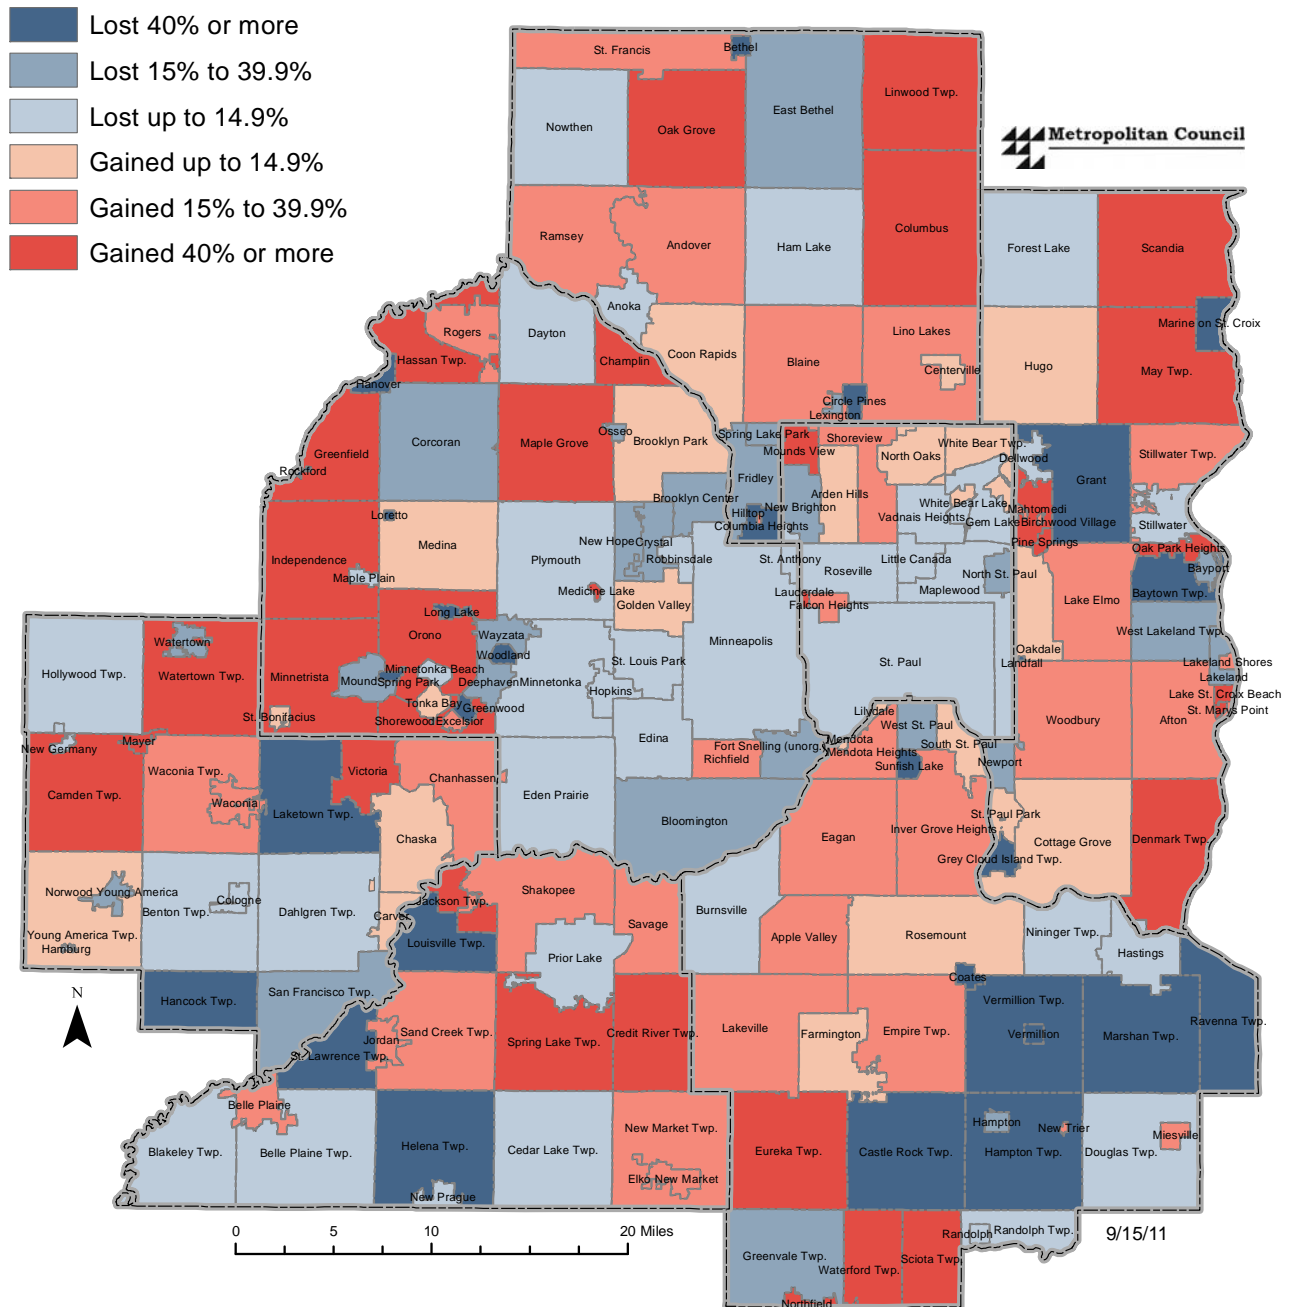 Lost 40% or more
Lost 15% to 39.9%
Lost up to 14.9%
Gained up to 14.9%
Gained 15% to 39.9%
Gained 40% or more
Metropolitan Council
St. Francis
Bethel
Linwood Twp.
East Bethel
Nowthen
Oak Grove
Ramsey
Andover
Ham Lake
Columbus
Forest Lake
Scandia
Anoka
Marine on St. Croix
Rogers
Dayton
Lino Lakes
Hassan Twp.
Champlin
Coon Rapids
Blaine
Centerville
Hugo
May Twp.
Hanover
Circle Pines
Lexington
Corcoran
Maple Grove
Osseo
Brooklyn Park
Spring Lake Park
Shoreview
White Bear Twp.
Mounds View
North Oaks
Dellwood
Stillwater Twp.
Greenfield
Rockford
Fridley
Grant
Brooklyn Center
Arden Hills
New Brighton
White Bear Lake
Mahtomedi
Loretto
Hilltop
Columbia Heights
Vadnais Heights
Gem Lake
Birchwood Village
Stillwater
Medina
New Hope
Crystal
Pine Springs
Oak Park Heights
Independence
Plymouth
Robbinsdale
St. Anthony
Roseville
Little Canada
North St. Paul
Bayport
Maple Plain
Medicine Lake
Golden Valley
Lauderdale
Falcon Heights
Maplewood
Lake Elmo
Baytown Twp.
Long Lake
Orono
Wayzata
Woodland
Minneapolis
West Lakeland Twp.
Watertown
Hollywood Twp.
Watertown Twp.
Minnetrista
Mound
Minnetonka Beach
Spring Park
Deephaven
Minnetonka
St. Louis Park
Hopkins
St. Paul
Oakdale
Landfall
Lakeland Shores
Lakeland
Lake St. Croix Beach
St. Marys Point
St. Bonifacius
Tonka Bay
Greenwood
Shorewood
Excelsior
Edina
Lilydale
West St. Paul
Woodbury
Afton
New Germany
Mayer
Fort Snelling (unorg.)
Richfield
Mendota
Mendota Heights
South St. Paul
Sunfish Lake
Newport
Waconia Twp.
Victoria
Chanhassen
Camden Twp.
Waconia
Laketown Twp.
Eden Prairie
Bloomington
St. Paul Park
Chaska
Eagan
Inver Grove Heights
Cottage Grove
Denmark Twp.
Grey Cloud Island Twp.
Norwood Young America
Cologne
Benton Twp.
Dahlgren Twp.
Jackson Twp.
Shakopee
Carver
Savage
Burnsville
Young America Twp.
Hamburg
Louisville Twp.
Prior Lake
Apple Valley
Rosemount
Nininger Twp.
Hastings
Coates
N
Hancock Twp.
San Francisco Twp.
Vermillion Twp.
Ravenna Twp.
Sand Creek Twp.
Jordan
Spring Lake Twp.
Credit River Twp.
Lakeville
Farmington
Empire Twp.
Vermillion
Marshan Twp.
St. Lawrence Twp.
Belle Plaine
Blakeley Twp.
Belle Plaine Twp.
Helena Twp.
Cedar Lake Twp.
New Market Twp.
Elko New Market
Eureka Twp.
Castle Rock Twp.
Hampton
New Trier
Hampton Twp.
Miesville
Douglas Twp.
New Prague
0 5 10 20 Miles
Greenvale Twp.
Waterford Twp.
Sciota Twp.
Randolph
Randolph Twp.
9/15/11
Northfield